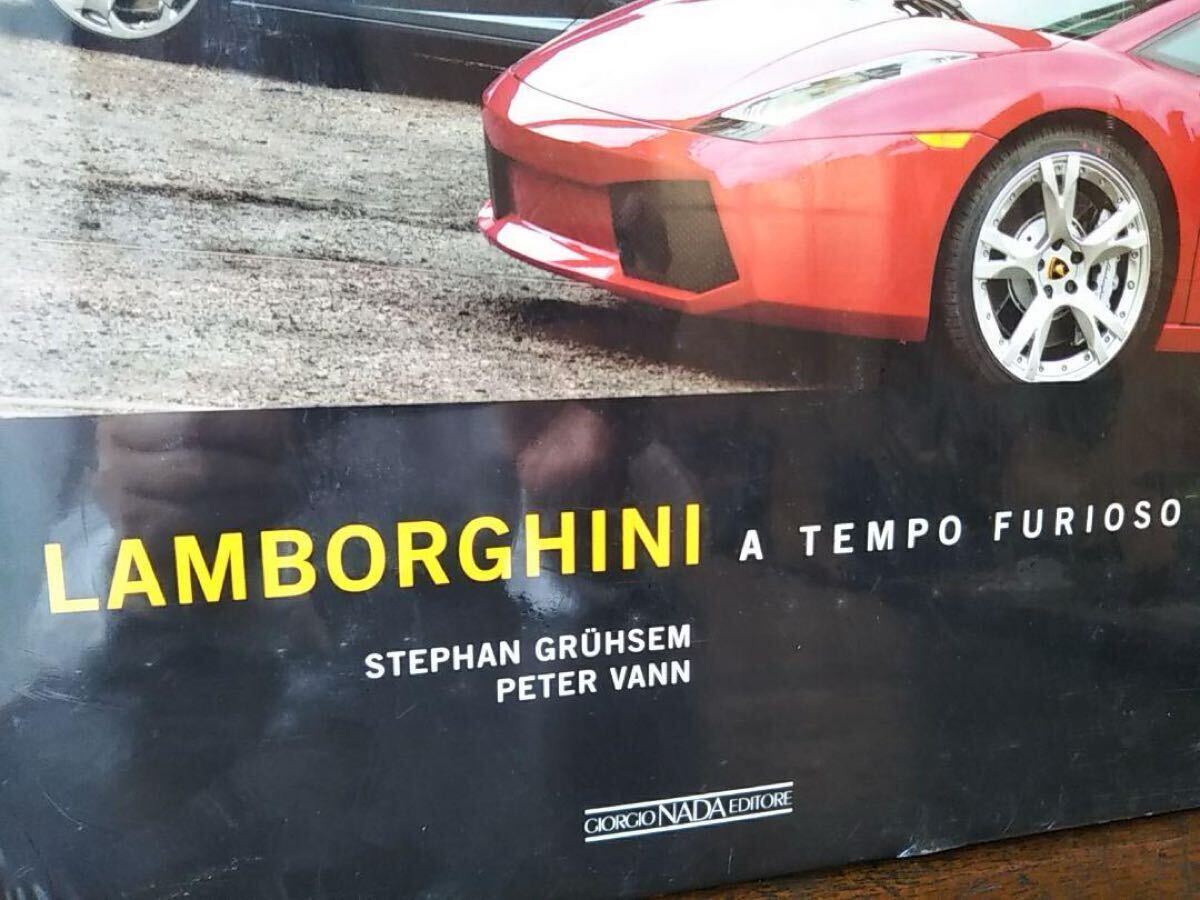 LAMBORGHINI A TEMPO FURIOSO
STEPHAN GRÜHSEM
PETER VANN
GIORGIO NADA EDITORE